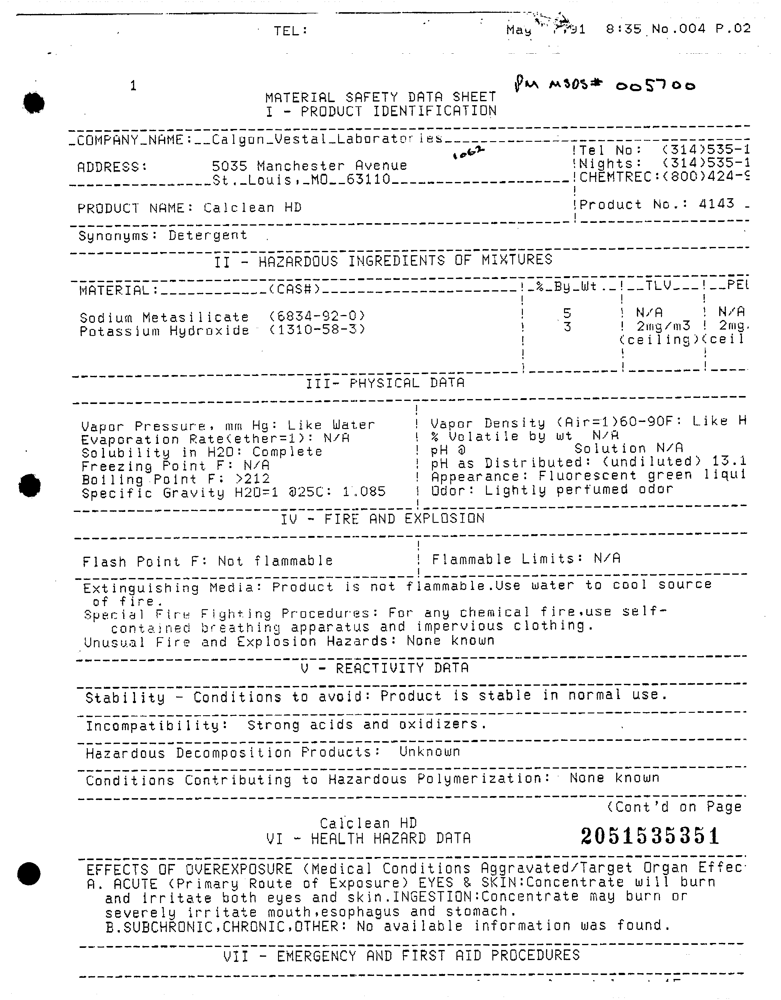 TEL: May 91 8:35 No.004 P.02
1
PM MSDS# 005700
MATERIAL SAFETY DATA SHEET
I - PRODUCT IDENTIFICATION
COMPANY NAME: Calgon Vestal Laboratories
1062
!Tel No: (314)535-1
ADDRESS: 5035 Manchester Avenue !Nights: (314)535-1
St. Louis, MO 63110 !CHEMTREC:(800)424-9
PRODUCT NAME: Calclean HD !Product No.: 4143
Synonyms: Detergent
II - HAZARDOUS INGREDIENTS OF MIXTURES
MATERIAL: (CAS#) ! % By Wt. ! TLV ! PEL
Sodium Metasilicate (6834-92-0) ! 5 ! N/A ! N/A
Potassium Hydroxide (1310-58-3) ! 3 ! 2mg/m3 ! 2mg.
! (ceiling)(ceil
III- PHYSICAL DATA
Vapor Pressure, mm Hg: Like Water ! Vapor Density (Air=1)60-90F: Like H
Evaporation Rate(ether=1): N/A ! % Volatile by wt N/A
Solubility in H2O: Complete ! pH @ Solution N/A
Freezing Point F: N/A ! pH as Distributed: (undiluted) 13.1
Boiling Point F: >212 ! Appearance: Fluorescent green liqui
Specific Gravity H2O=1 @25C: 1.085 ! Odor: Lightly perfumed odor
IV - FIRE AND EXPLOSION
Flash Point F: Not flammable ! Flammable Limits: N/A
Extinguishing Media: Product is not flammable.Use water to cool source
of fire.
Special Fire Fighting Procedures: For any chemical fire,use self-
contained breathing apparatus and impervious clothing.
Unusual Fire and Explosion Hazards: None known
V - REACTIVITY DATA
Stability - Conditions to avoid: Product is stable in normal use.
Incompatibility: Strong acids and oxidizers.
Hazardous Decomposition Products: Unknown
Conditions Contributing to Hazardous Polymerization: None known
(Cont'd on Page
Calclean HD
VI - HEALTH HAZARD DATA 2051535351
EFFECTS OF OVEREXPOSURE (Medical Conditions Aggravated/Target Organ Effec
A. ACUTE (Primary Route of Exposure) EYES & SKIN:Concentrate will burn
and irritate both eyes and skin.INGESTION:Concentrate may burn or
severely irritate mouth,esophagus and stomach.
B.SUBCHRONIC,CHRONIC,OTHER: No available information was found.
VII - EMERGENCY AND FIRST AID PROCEDURES